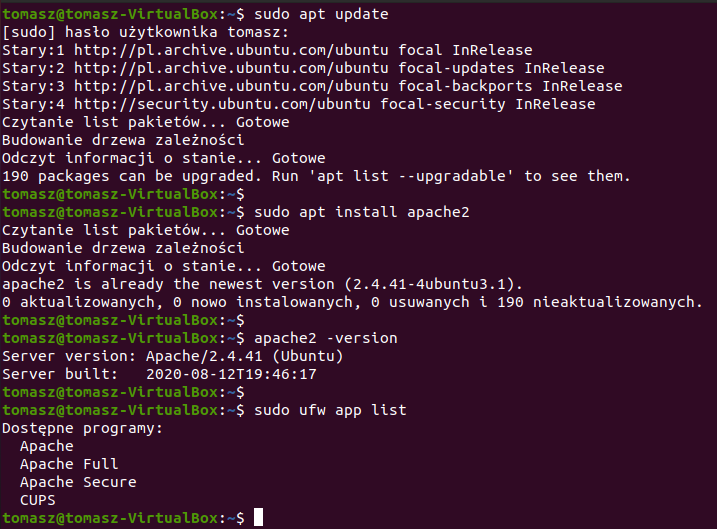 tomasz@tomasz-VirtualBox:~$ sudo apt update
[sudo] hasło użytkownika tomasz:
Stary:1 http://pl.archive.ubuntu.com/ubuntu focal InRelease
Stary:2 http://pl.archive.ubuntu.com/ubuntu focal-updates InRelease
Stary:3 http://pl.archive.ubuntu.com/ubuntu focal-backports InRelease
Stary:4 http://security.ubuntu.com/ubuntu focal-security InRelease
Czytanie list pakietów... Gotowe
Budowanie drzewa zależności
Odczyt informacji o stanie... Gotowe
190 packages can be upgraded. Run 'apt list --upgradable' to see them.
tomasz@tomasz-VirtualBox:~$
tomasz@tomasz-VirtualBox:~$ sudo apt install apache2
Czytanie list pakietów... Gotowe
Budowanie drzewa zależności
Odczyt informacji o stanie... Gotowe
apache2 is already the newest version (2.4.41-4ubuntu3.1).
0 aktualizowanych, 0 nowo instalowanych, 0 usuwanych i 190 nieaktualizowanych.
tomasz@tomasz-VirtualBox:~$
tomasz@tomasz-VirtualBox:~$ apache2 -version
Server version: Apache/2.4.41 (Ubuntu)
Server built:   2020-08-12T19:46:17
tomasz@tomasz-VirtualBox:~$
tomasz@tomasz-VirtualBox:~$ sudo ufw app list
Dostępne programy:
  Apache
  Apache Full
  Apache Secure
  CUPS
tomasz@tomasz-VirtualBox:~$